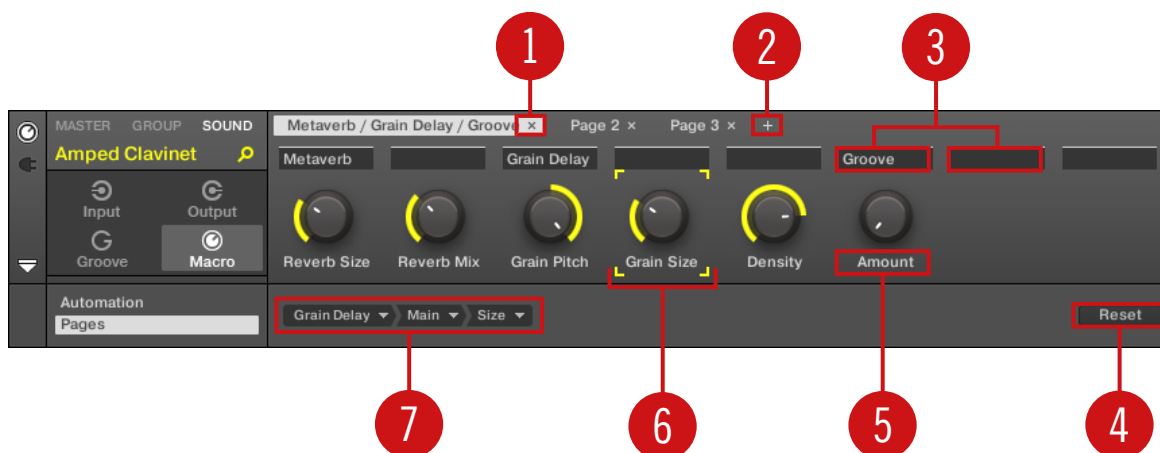 1 2 3
MASTER GROUP SOUND
Metaverb / Grain Delay / Groove × Page 2 × Page 3 × +
Amped Clavinet
Metaverb Grain Delay Groove
Input Output
Groove Macro
Reverb Size Reverb Mix Grain Pitch Grain Size Density Amount
Automation
Pages
Grain Delay Main Size Reset
7 6 5 4